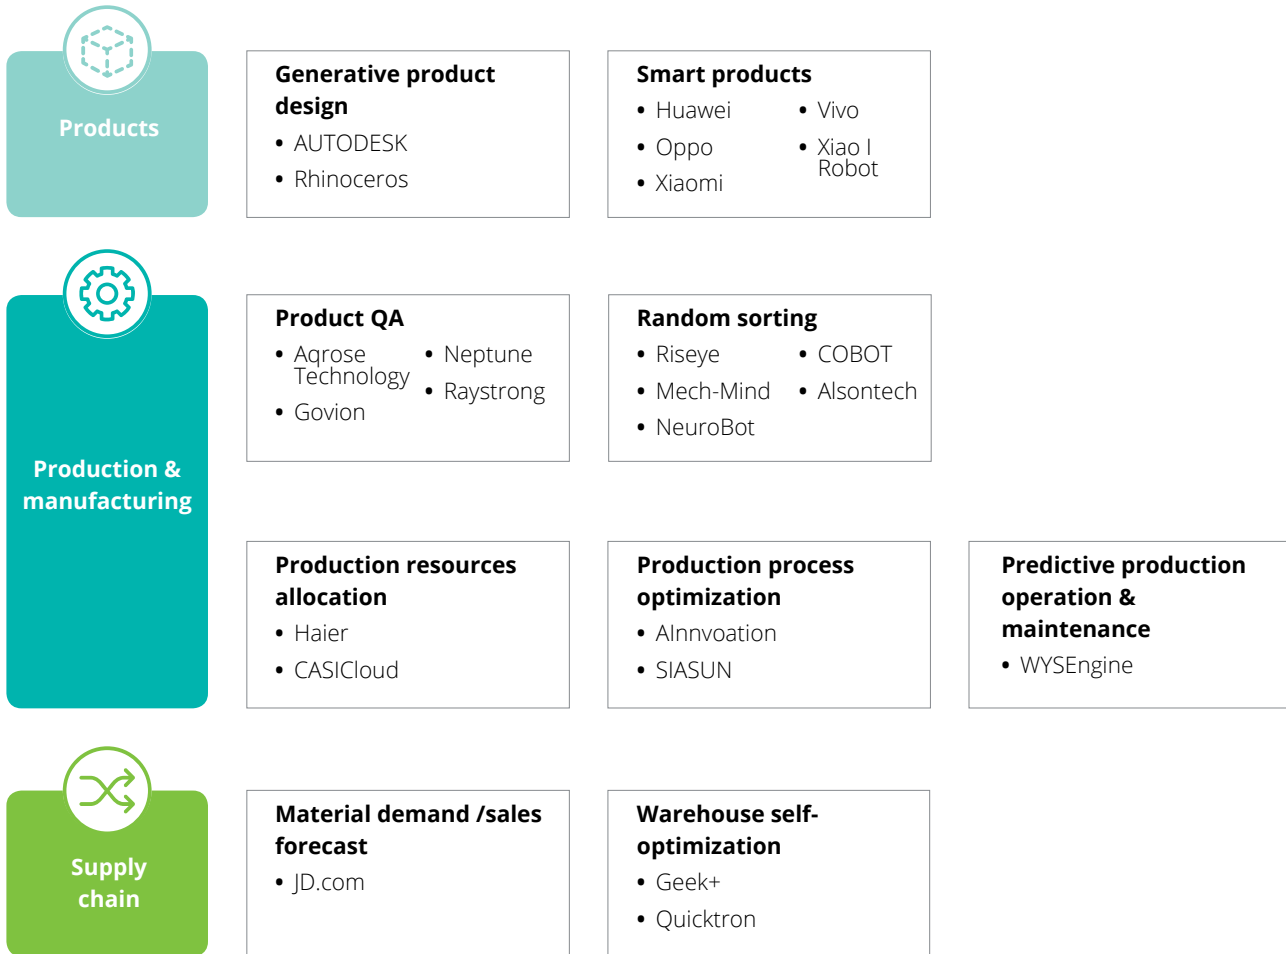 Products
Generative product
design
• AUTODESK
• Rhinoceros
Smart products
• Huawei
• Oppo
• Xiaomi
• Vivo
• Xiao I
Robot
Production &
manufacturing
Product QA
• Aqrose
Technology
• Govion
• Neptune
• Raystrong
Random sorting
• Riseye
• Mech-Mind
• NeuroBot
• COBOT
• Alsontech
Production resources
allocation
• Haier
• CASICloud
Production process
optimization
• AInnvoation
• SIASUN
Predictive production
operation &
maintenance
• WYSEngine
Supply
chain
Material demand /sales
forecast
• JD.com
Warehouse self-
optimization
• Geek+
• Quicktron